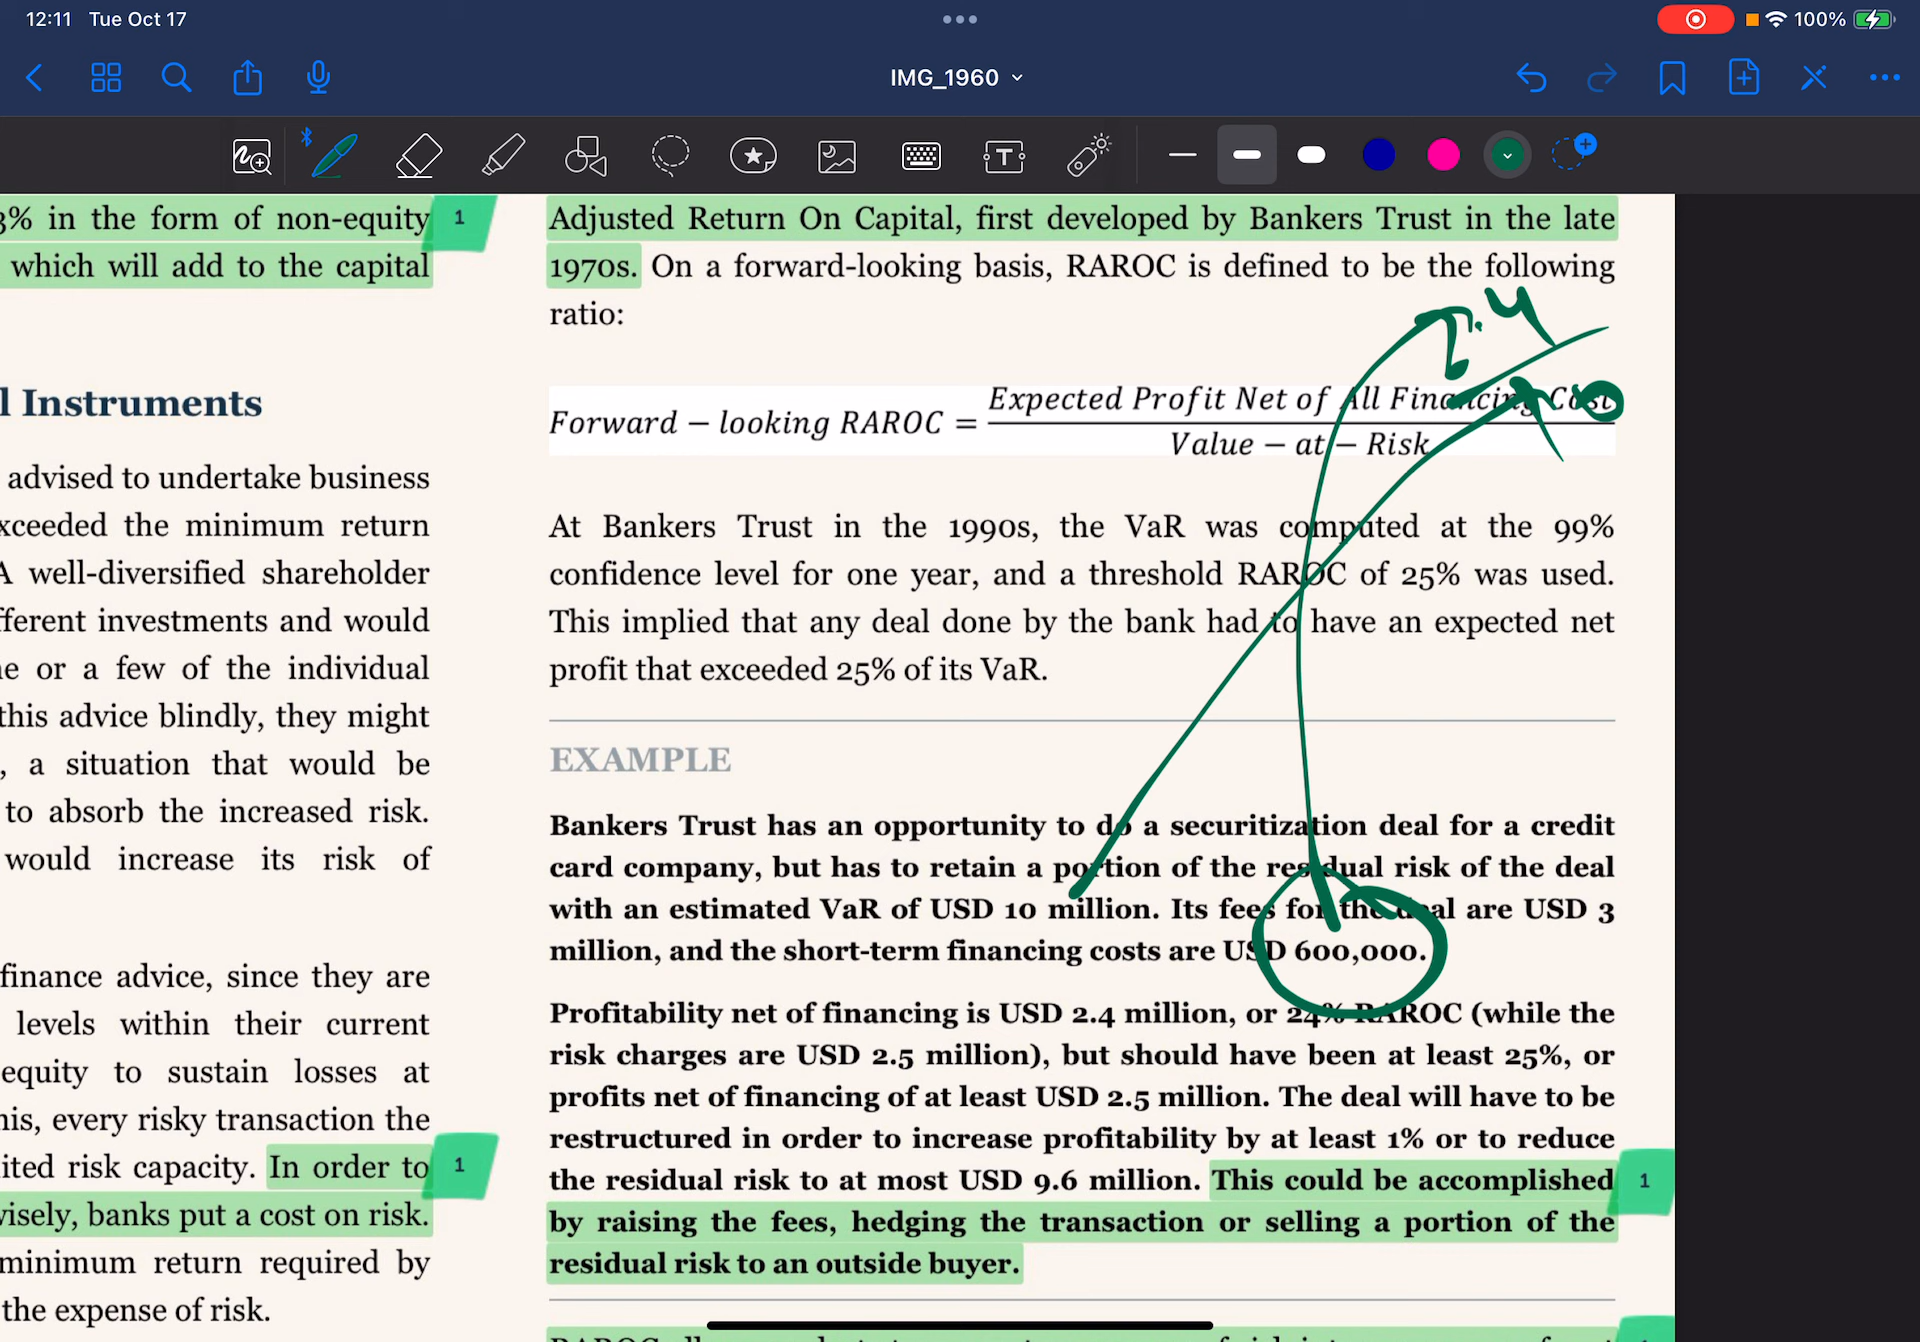 12:11 Tue Oct 17
100%
IMG_1960
3% in the form of non-equity 1
which will add to the capital
l Instruments
advised to undertake business
xceeded the minimum return
A well-diversified shareholder
fferent investments and would
ne or a few of the individual
this advice blindly, they might
, a situation that would be
to absorb the increased risk.
would increase its risk of
finance advice, since they are
levels within their current
equity to sustain losses at
his, every risky transaction the
ited risk capacity. In order to 1
wisely, banks put a cost on risk.
minimum return required by
the expense of risk.
Adjusted Return On Capital, first developed by Bankers Trust in the late
1970s. On a forward-looking basis, RAROC is defined to be the following
ratio:
2.4
10
Forward – looking RAROC = Expected Profit Net of All Financing Cost
Value – at – Risk
At Bankers Trust in the 1990s, the VaR was computed at the 99%
confidence level for one year, and a threshold RAROC of 25% was used.
This implied that any deal done by the bank had to have an expected net
profit that exceeded 25% of its VaR.
EXAMPLE
Bankers Trust has an opportunity to do a securitization deal for a credit
card company, but has to retain a portion of the residual risk of the deal
with an estimated VaR of USD 10 million. Its fees for the deal are USD 3
million, and the short-term financing costs are USD 600,000.
Profitability net of financing is USD 2.4 million, or 24% RAROC (while the
risk charges are USD 2.5 million), but should have been at least 25%, or
profits net of financing of at least USD 2.5 million. The deal will have to be
restructured in order to increase profitability by at least 1% or to reduce
the residual risk to at most USD 9.6 million. This could be accomplished 1
by raising the fees, hedging the transaction or selling a portion of the
residual risk to an outside buyer.